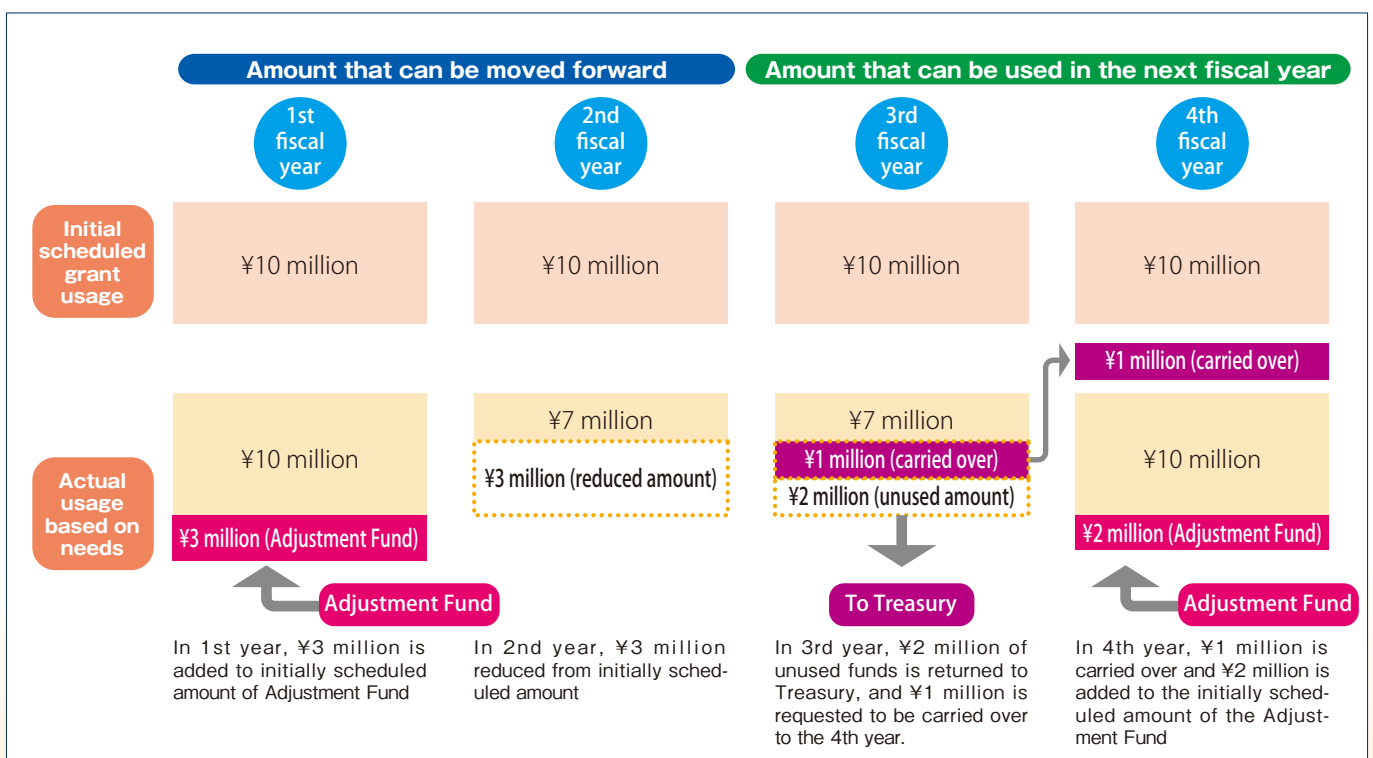 Amount that can be moved forward
Amount that can be used in the next fiscal year
1st
fiscal
year
2nd
fiscal
year
3rd
fiscal
year
4th
fiscal
year
Initial
scheduled
grant
usage
¥10 million
¥10 million
¥10 million
¥10 million
¥1 million (carried over)
Actual
usage
based on
needs
¥10 million
¥3 million (Adjustment Fund)
¥7 million
¥3 million (reduced amount)
¥7 million
¥1 million (carried over)
¥2 million (unused amount)
¥10 million
¥2 million (Adjustment Fund)
Adjustment Fund
To Treasury
Adjustment Fund
In 1st year, ¥3 million is
added to initially scheduled
amount of Adjustment Fund
In 2nd year, ¥3 million
reduced from initially sched-
uled amount
In 3rd year, ¥2 million of
unused funds is returned to
Treasury, and ¥1 million is
requested to be carried over
to the 4th year.
In 4th year, ¥1 million is
carried over and ¥2 million is
added to the initially sched-
uled amount of the Adjust-
ment Fund